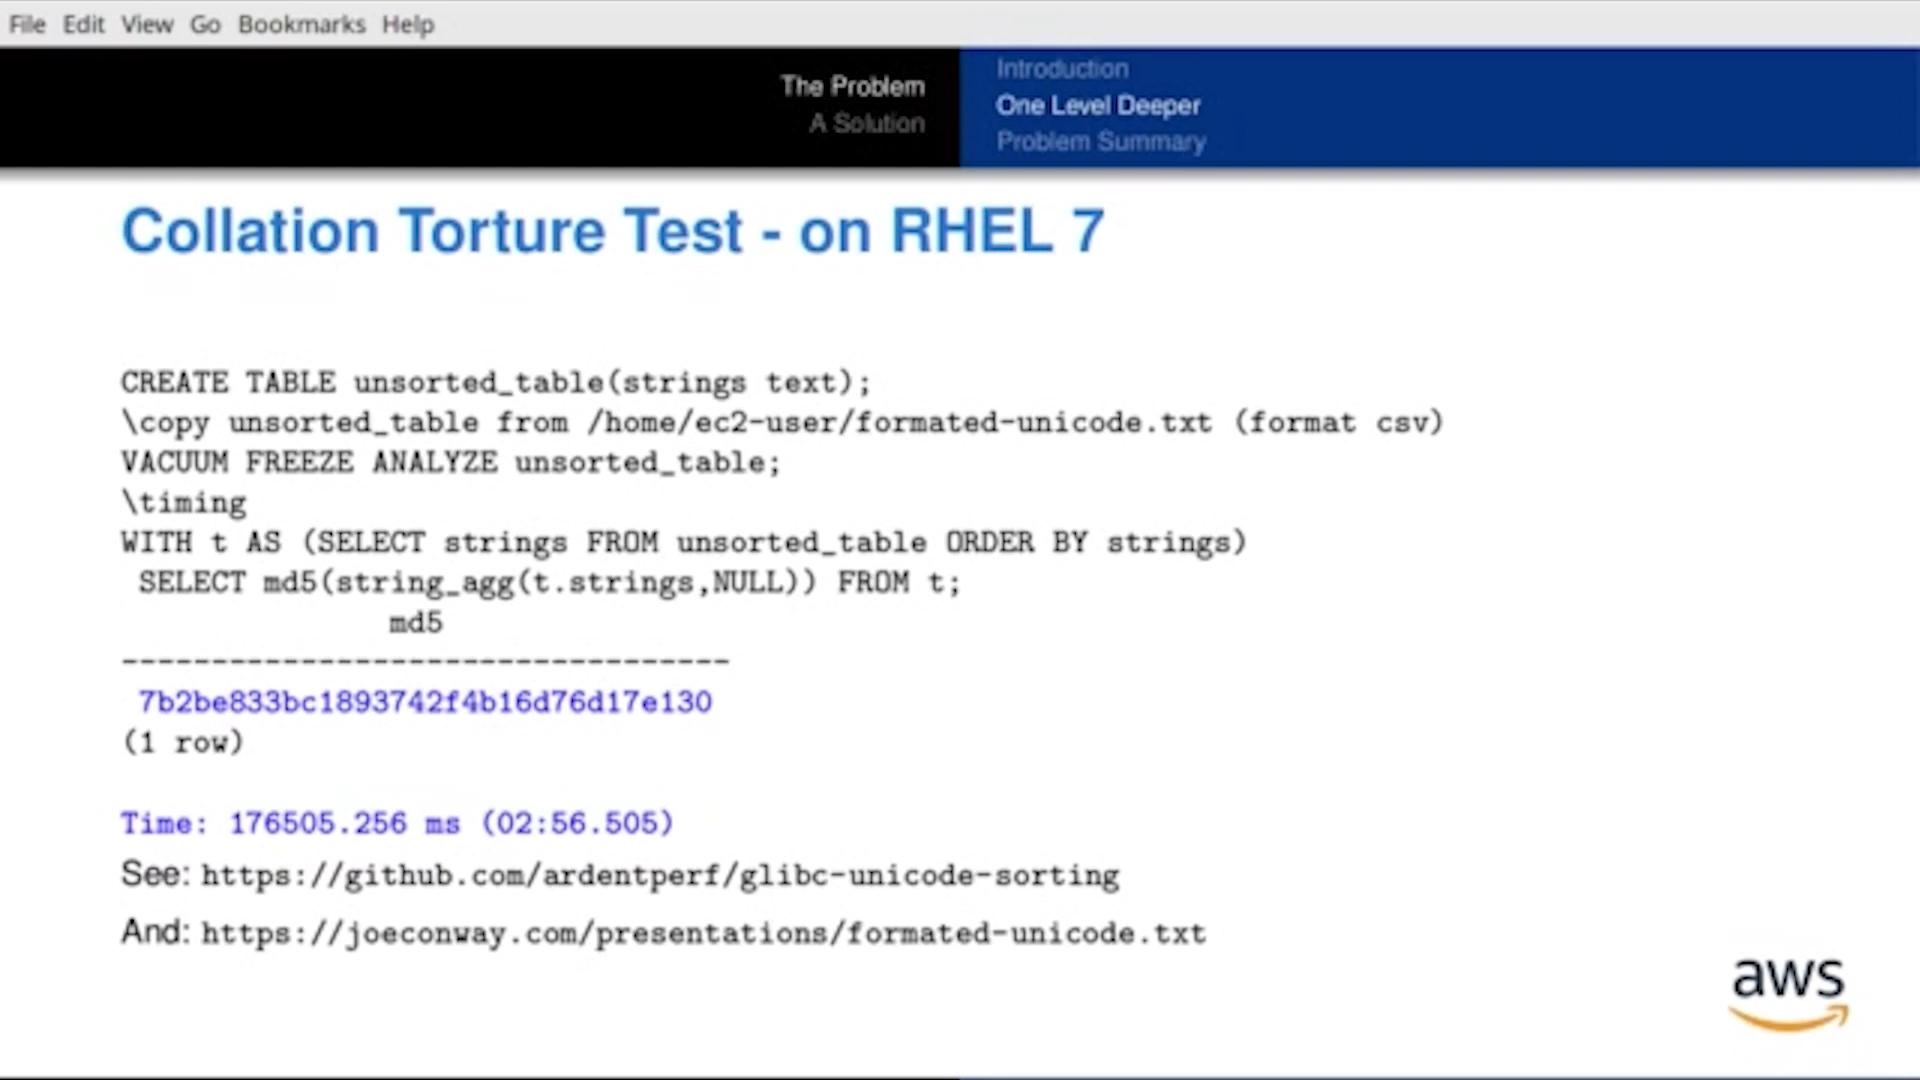 File Edit View Go Bookmarks Help
The Problem
A Solution
Introduction
One Level Deeper
Problem Summary
Collation Torture Test - on RHEL 7
CREATE TABLE unsorted_table(strings text);
\copy unsorted_table from /home/ec2-user/formated-unicode.txt (format csv)
VACUUM FREEZE ANALYZE unsorted_table;
\timing
WITH t AS (SELECT strings FROM unsorted_table ORDER BY strings)
SELECT md5(string_agg(t.strings,NULL)) FROM t;
md5
----------------------------------
7b2be833bc1893742f4b16d76d17e130
(1 row)
Time: 176505.256 ms (02:56.505)
See: https://github.com/ardentperf/glibc-unicode-sorting
And: https://joeconway.com/presentations/formated-unicode.txt
aws